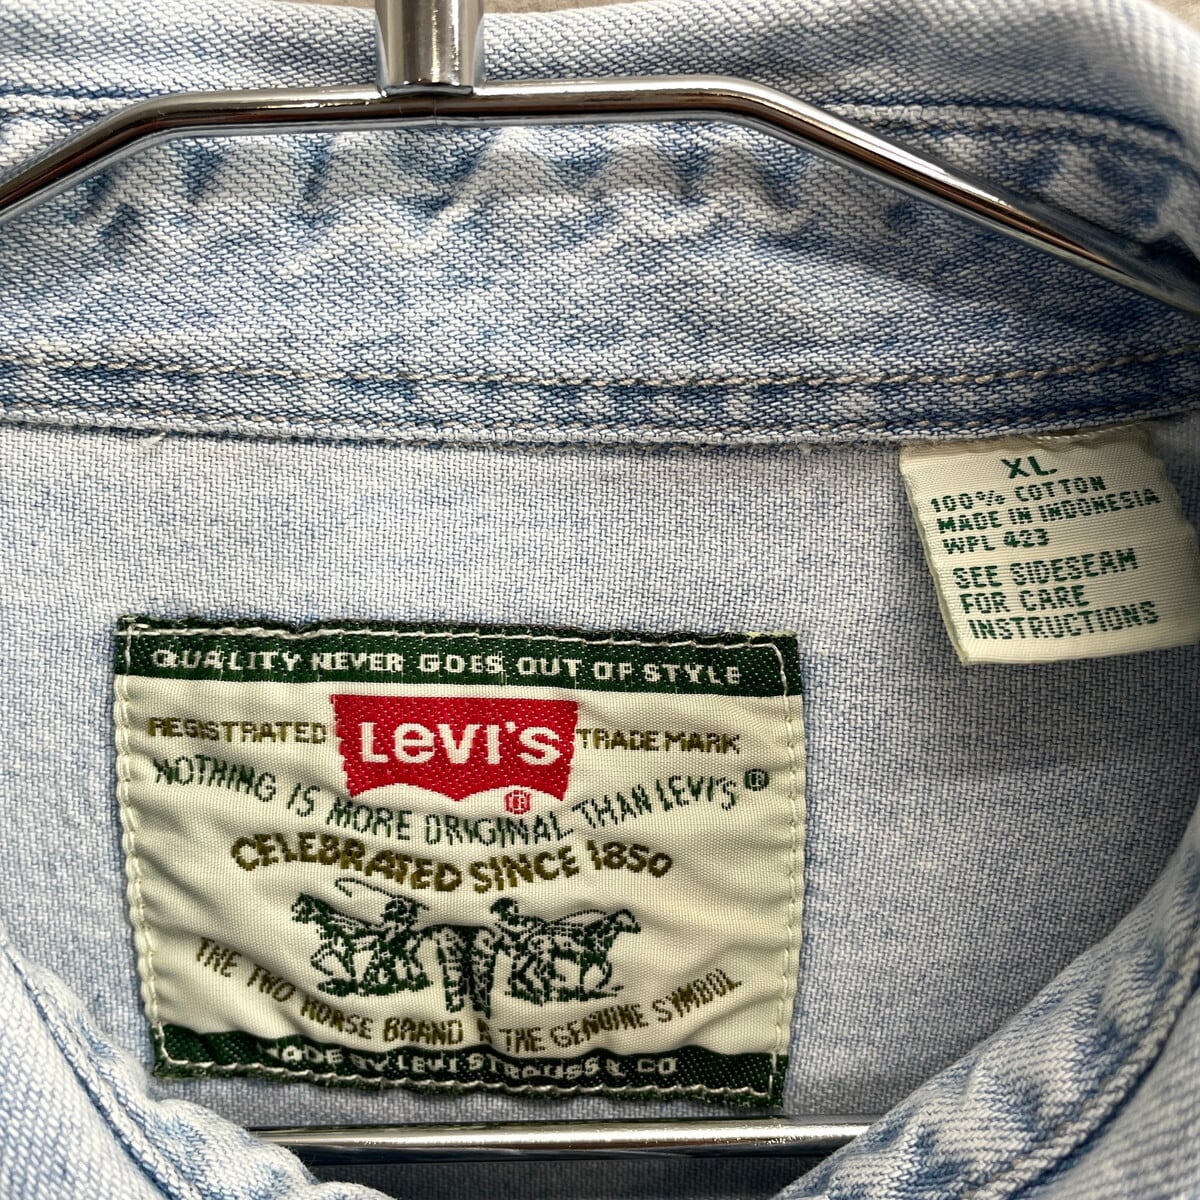 XL
100% COTTON
MADE IN INDONESIA
WPL 423
SEE SIDESEAM
FOR CARE
INSTRUCTIONS
QUALITY NEVER GOES OUT OF STYLE
REGISTRATED LEVI'S TRADEMARK
®
NOTHING IS MORE ORIGINAL THAN LEVI'S®
CELEBRATED SINCE 1850
THE TWO HORSE BRAND IS THE GENUINE SYMBOL
MADE BY LEVI STRAUSS & CO